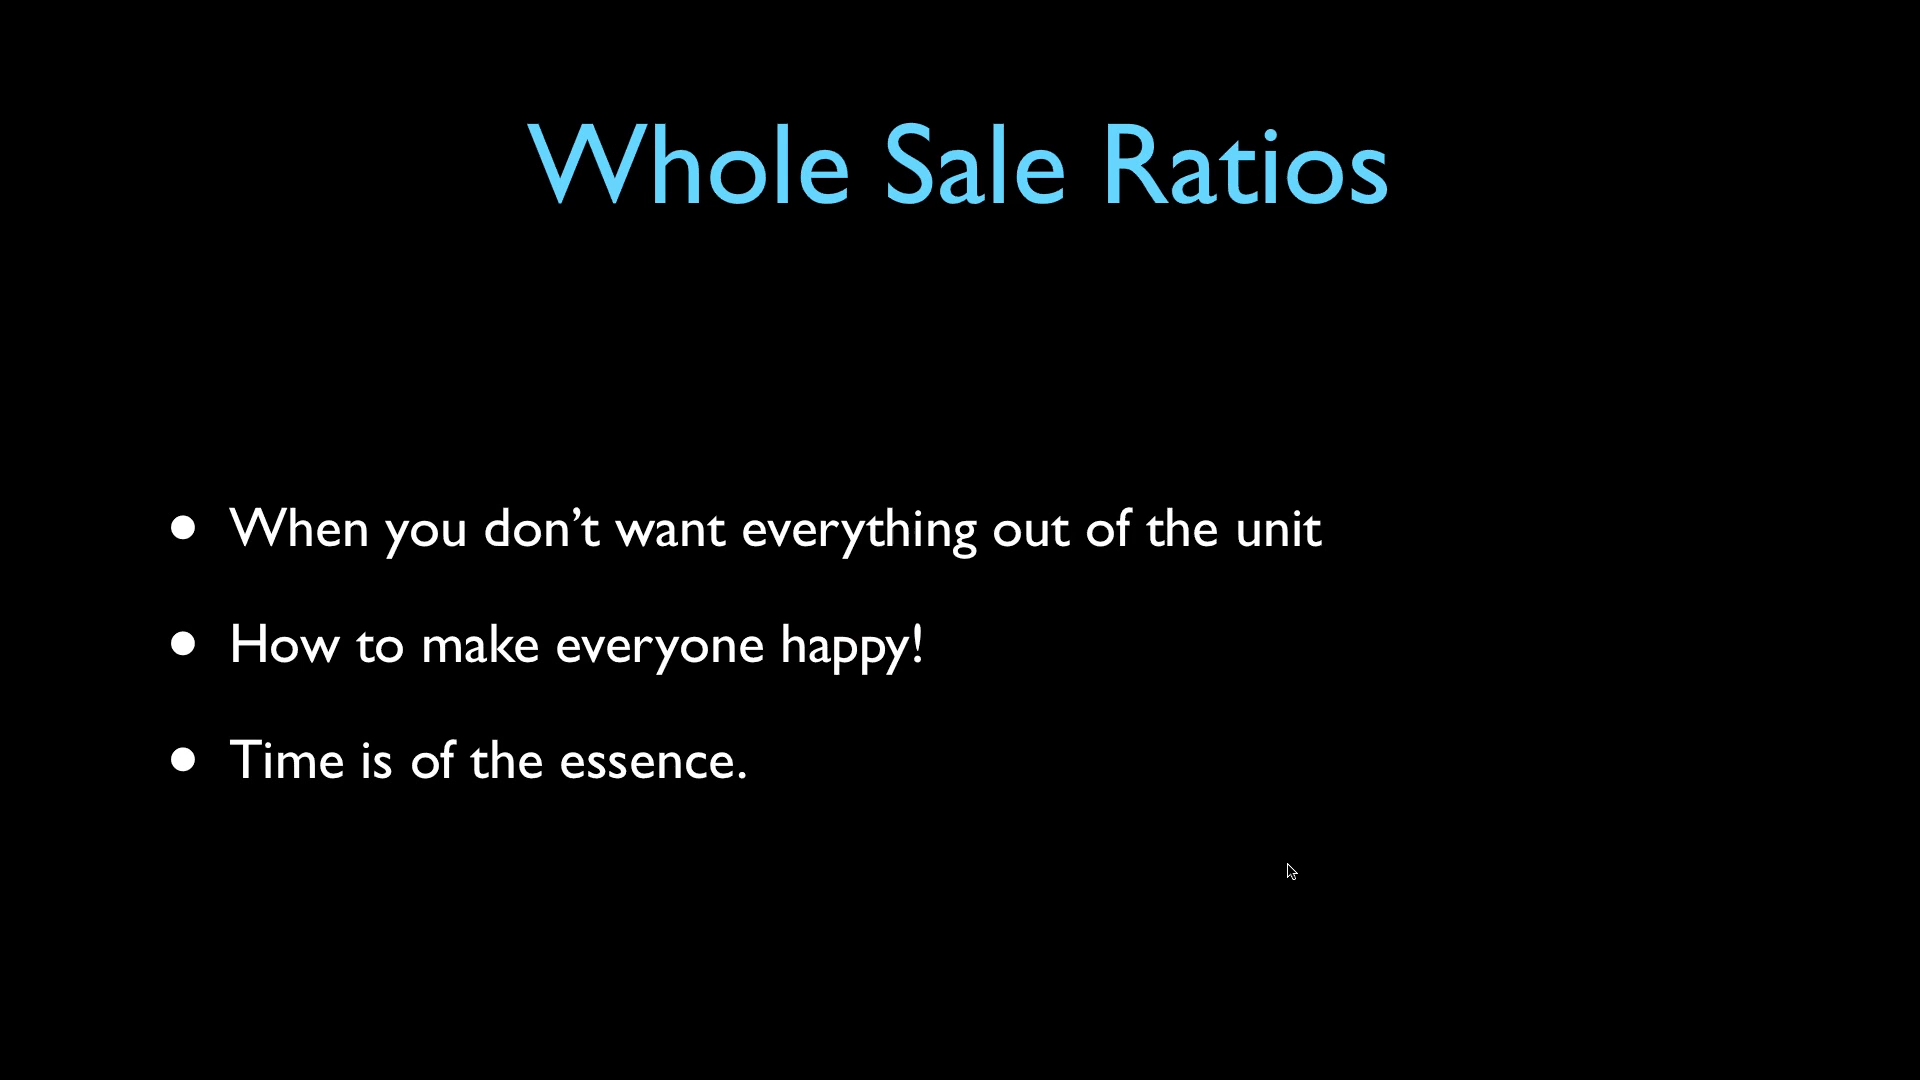 Whole Sale Ratios
• When you don’t want everything out of the unit
• How to make everyone happy!
• Time is of the essence.